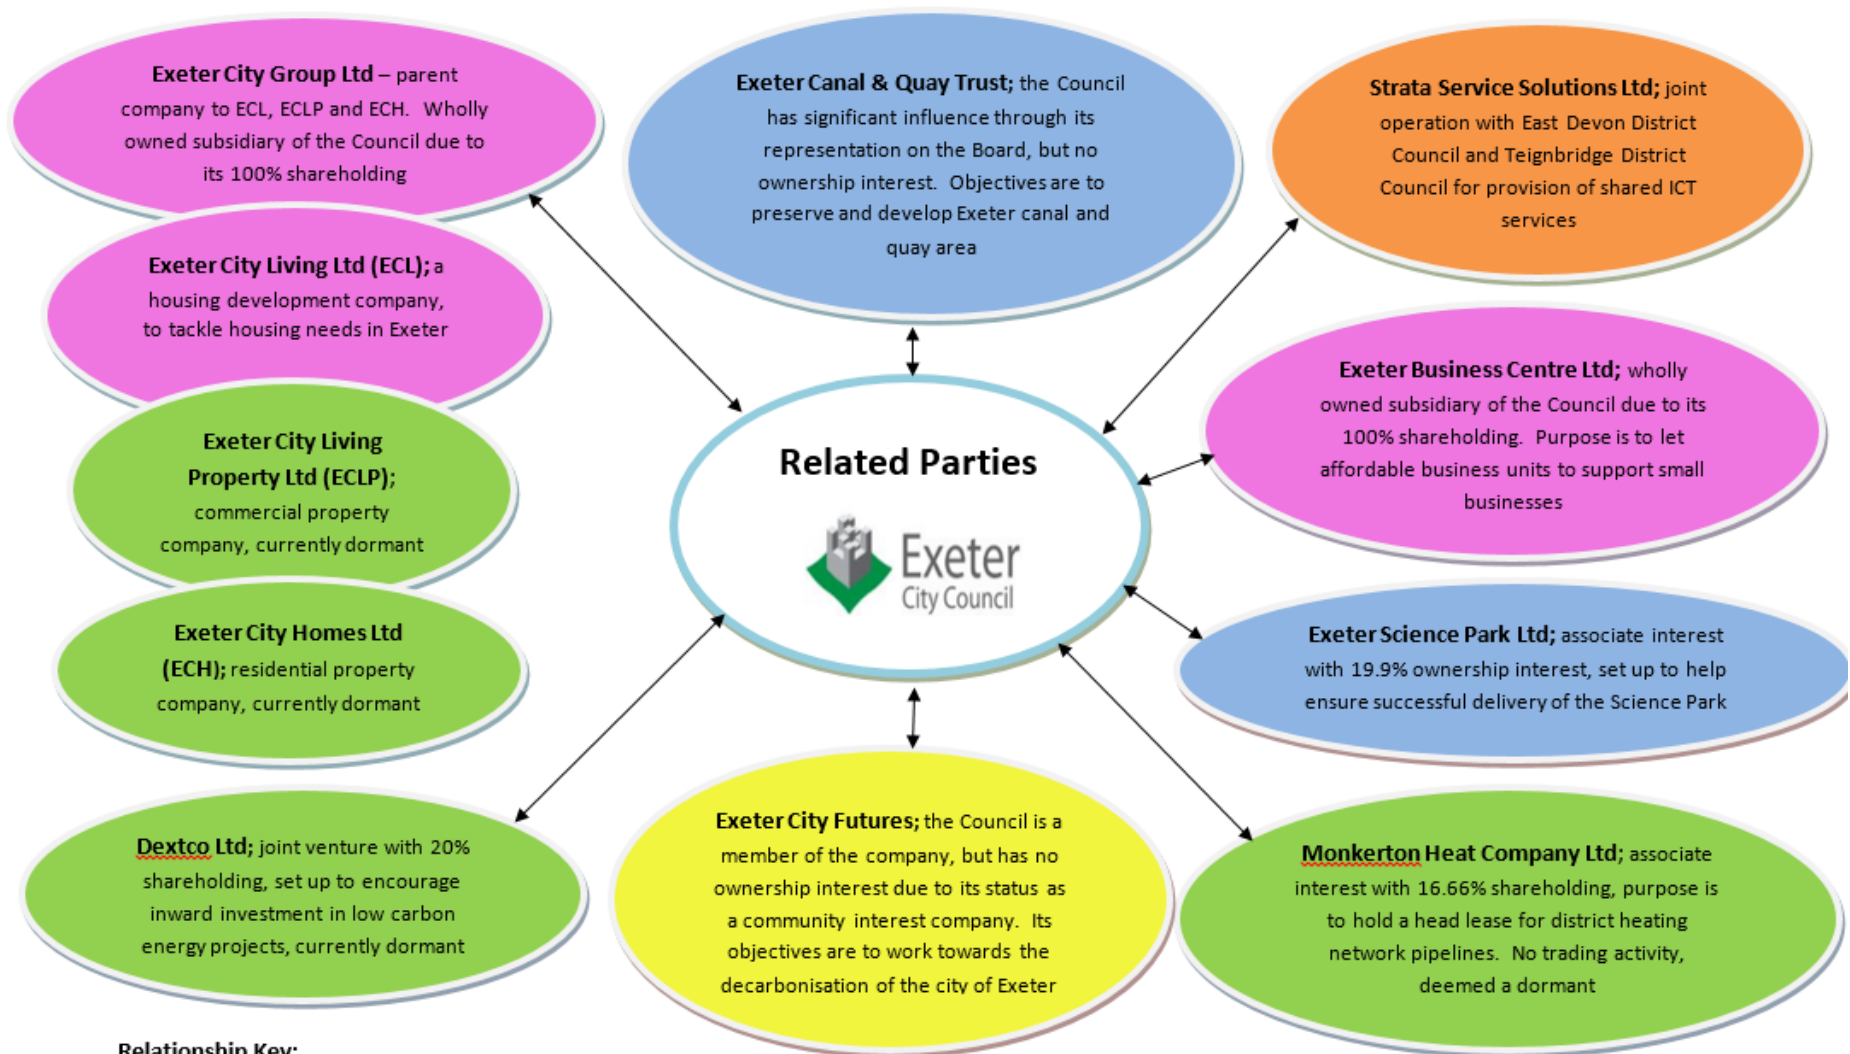 Exeter City Group Ltd – parent
company to ECL, ECLP and ECH. Wholly
owned subsidiary of the Council due to
its 100% shareholding
Exeter City Living Ltd (ECL); a
housing development company,
to tackle housing needs in Exeter
Exeter City Living
Property Ltd (ECLP);
commercial property
company, currently dormant
Exeter City Homes Ltd
(ECH); residential property
company, currently dormant
Dextco Ltd; joint venture with 20%
shareholding, set up to encourage
inward investment in low carbon
energy projects, currently dormant
Exeter Canal & Quay Trust; the Council
has significant influence through its
representation on the Board, but no
ownership interest. Objectives are to
preserve and develop Exeter canal and
quay area
Related Parties
Exeter
City Council
Exeter City Futures; the Council is a
member of the company, but has no
ownership interest due to its status as
a community interest company. Its
objectives are to work towards the
decarbonisation of the city of Exeter
Strata Service Solutions Ltd; joint
operation with East Devon District
Council and Teignbridge District
Council for provision of shared ICT
services
Exeter Business Centre Ltd; wholly
owned subsidiary of the Council due to its
100% shareholding. Purpose is to let
affordable business units to support small
businesses
Exeter Science Park Ltd; associate interest
with 19.9% ownership interest, set up to help
ensure successful delivery of the Science Park
Monkerton Heat Company Ltd; associate
interest with 16.66% shareholding, purpose is
to hold a head lease for district heating
network pipelines. No trading activity,
deemed a dormant
Relationship Key: